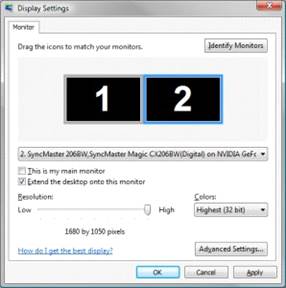 Display Settings
Monitor
Drag the icons to match your monitors.
Identify Monitors
1 2
2. SyncMaster 206BW,SyncMaster Magic CX206BW(Digital) on NVIDIA GeFo
This is my main monitor
Extend the desktop onto this monitor
Resolution:
Colors:
Low High
Highest (32 bit)
1680 by 1050 pixels
How do I get the best display?
Advanced Settings...
OK Cancel Apply